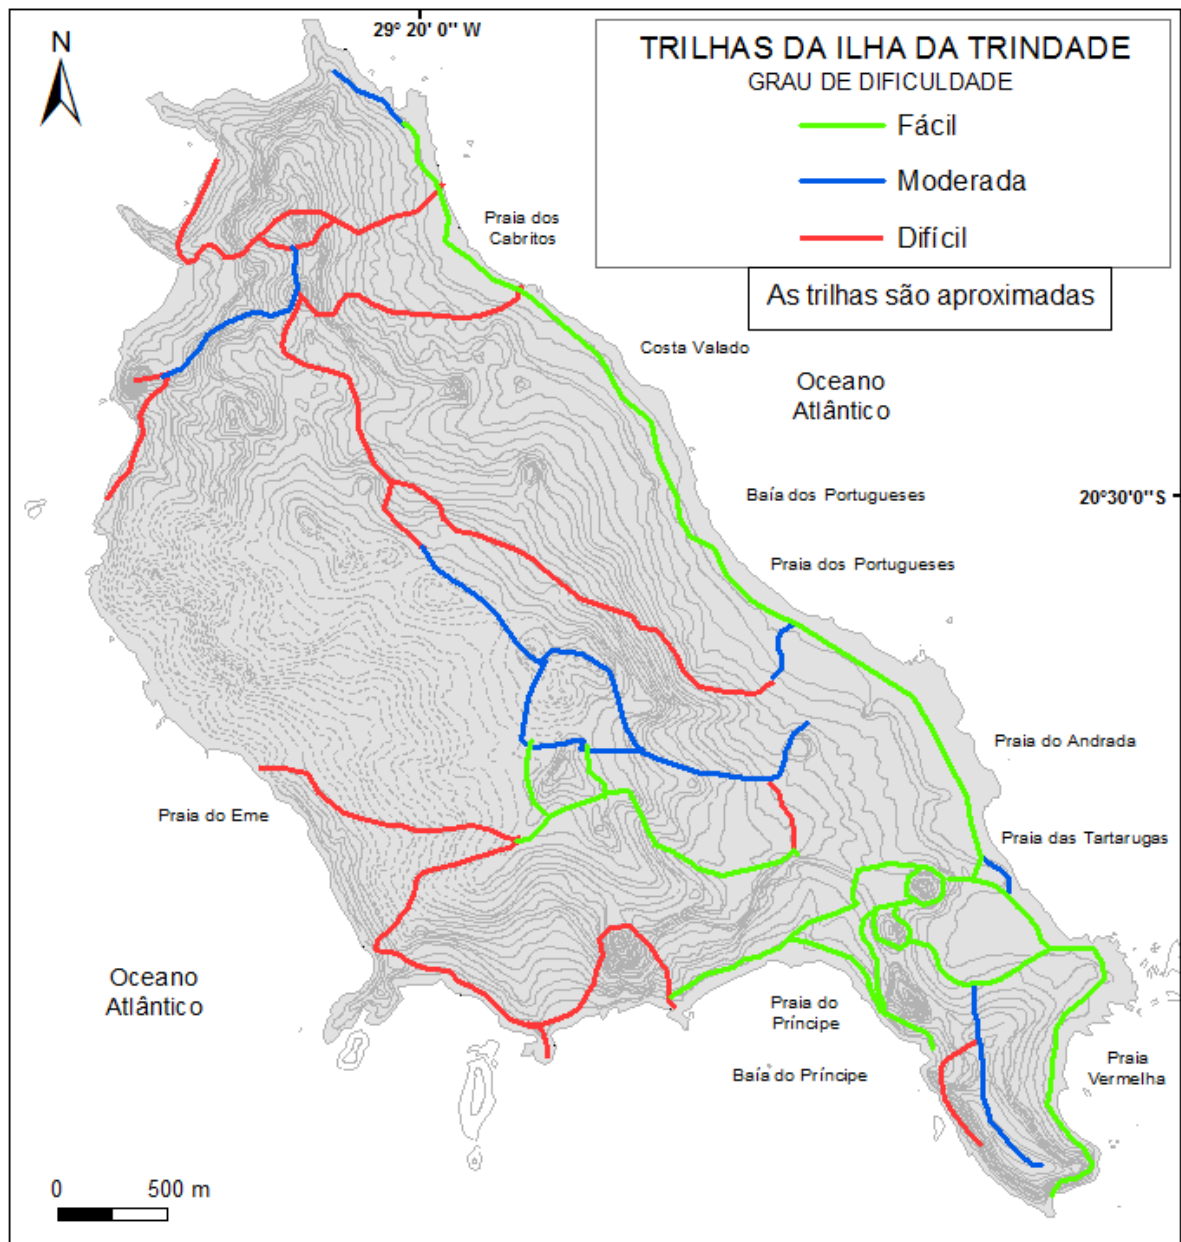 29° 20' 0'' W
N
TRILHAS DA ILHA DA TRINDADE
GRAU DE DIFICULDADE
Fácil
Moderada
Difícil
As trilhas são aproximadas
Praia dos
Cabritos
Costa Valado
Oceano
Atlântico
Baía dos Portugueses
20°30'0''S
Praia dos Portugueses
Praia do Andrada
Praia do Eme
Praia das Tartarugas
Oceano
Atlântico
Praia do
Príncipe
Baía do Príncipe
Praia
Vermelha
0 500 m